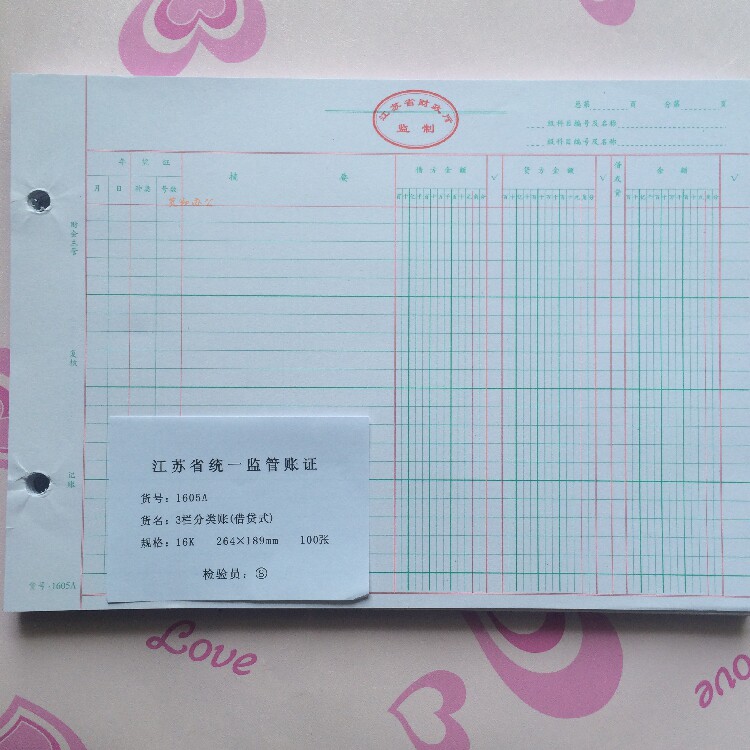 江苏省财政厅
监制
总第 页 分第 页
级科目编号及名称
级科目编号及名称
年 凭证 摘 要 借方金额 √ 贷方金额 √ 借或贷 金额 √
月 日 种类 号数
附会三号
复核
记账
货号:1605A
江苏省统一监管账证
货号:1605A
货名:3栏分类账(借贷式)
规格:16K 264×189mm 100张
检验员:⑤
Love
Love